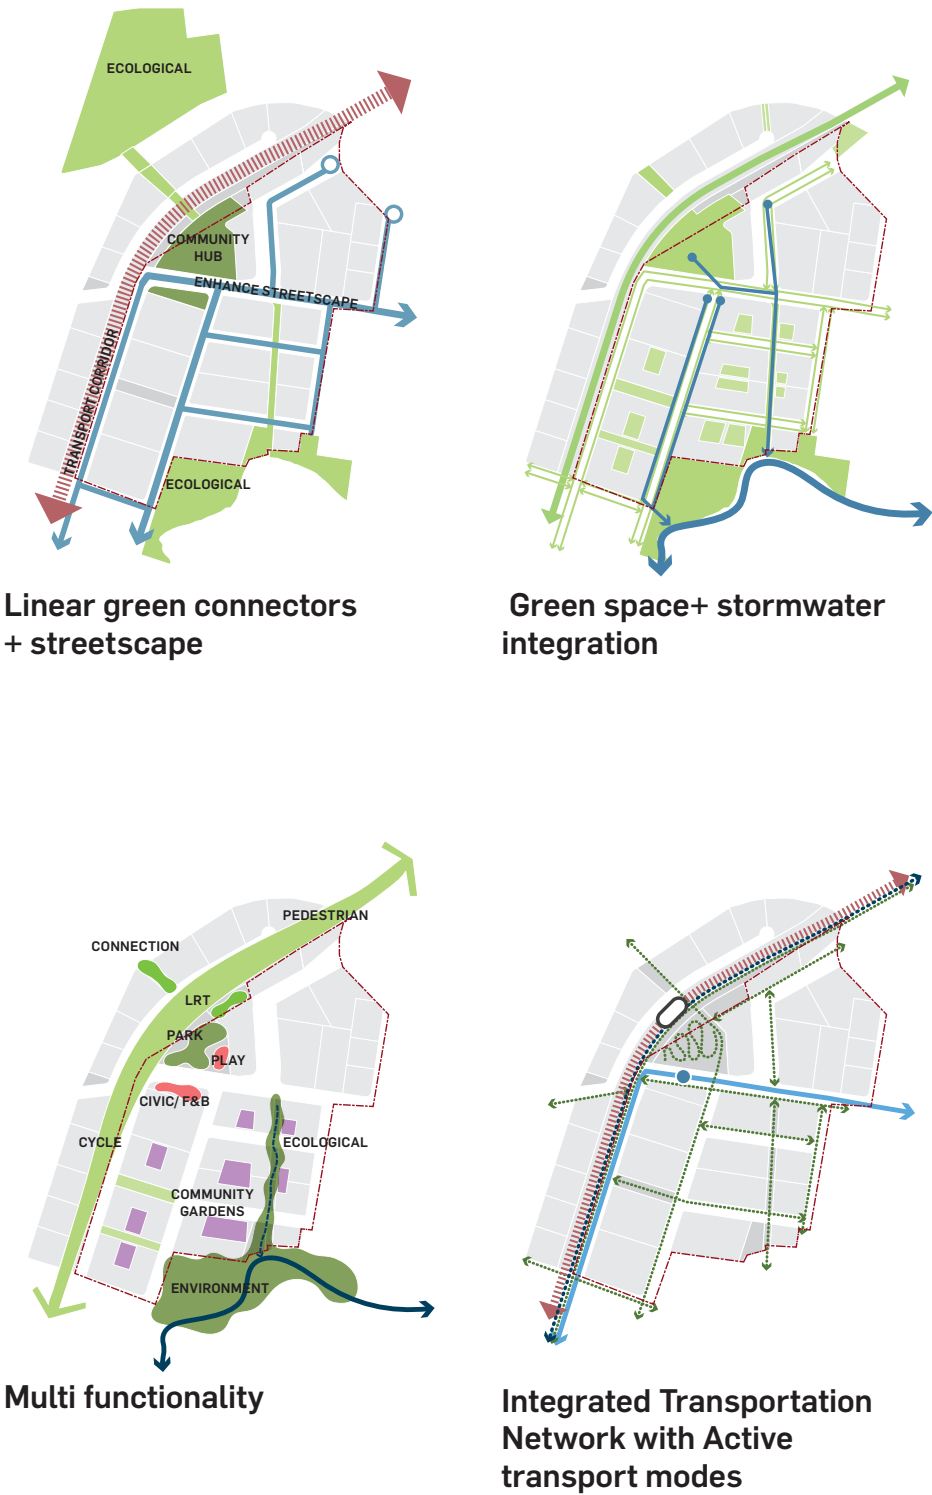 ECOLOGICAL
COMMUNITY
HUB
ENHANCE STREETSCAPE
TRANSPORT CORRIDOR
ECOLOGICAL
Linear green connectors
+ streetscape
Green space+ stormwater
integration
PEDESTRIAN
CONNECTION
LRT
PARK
PLAY
CIVIC/ F&B
CYCLE
ECOLOGICAL
COMMUNITY
GARDENS
ENVIRONMENT
Multi functionality
Integrated Transportation
Network with Active
transport modes